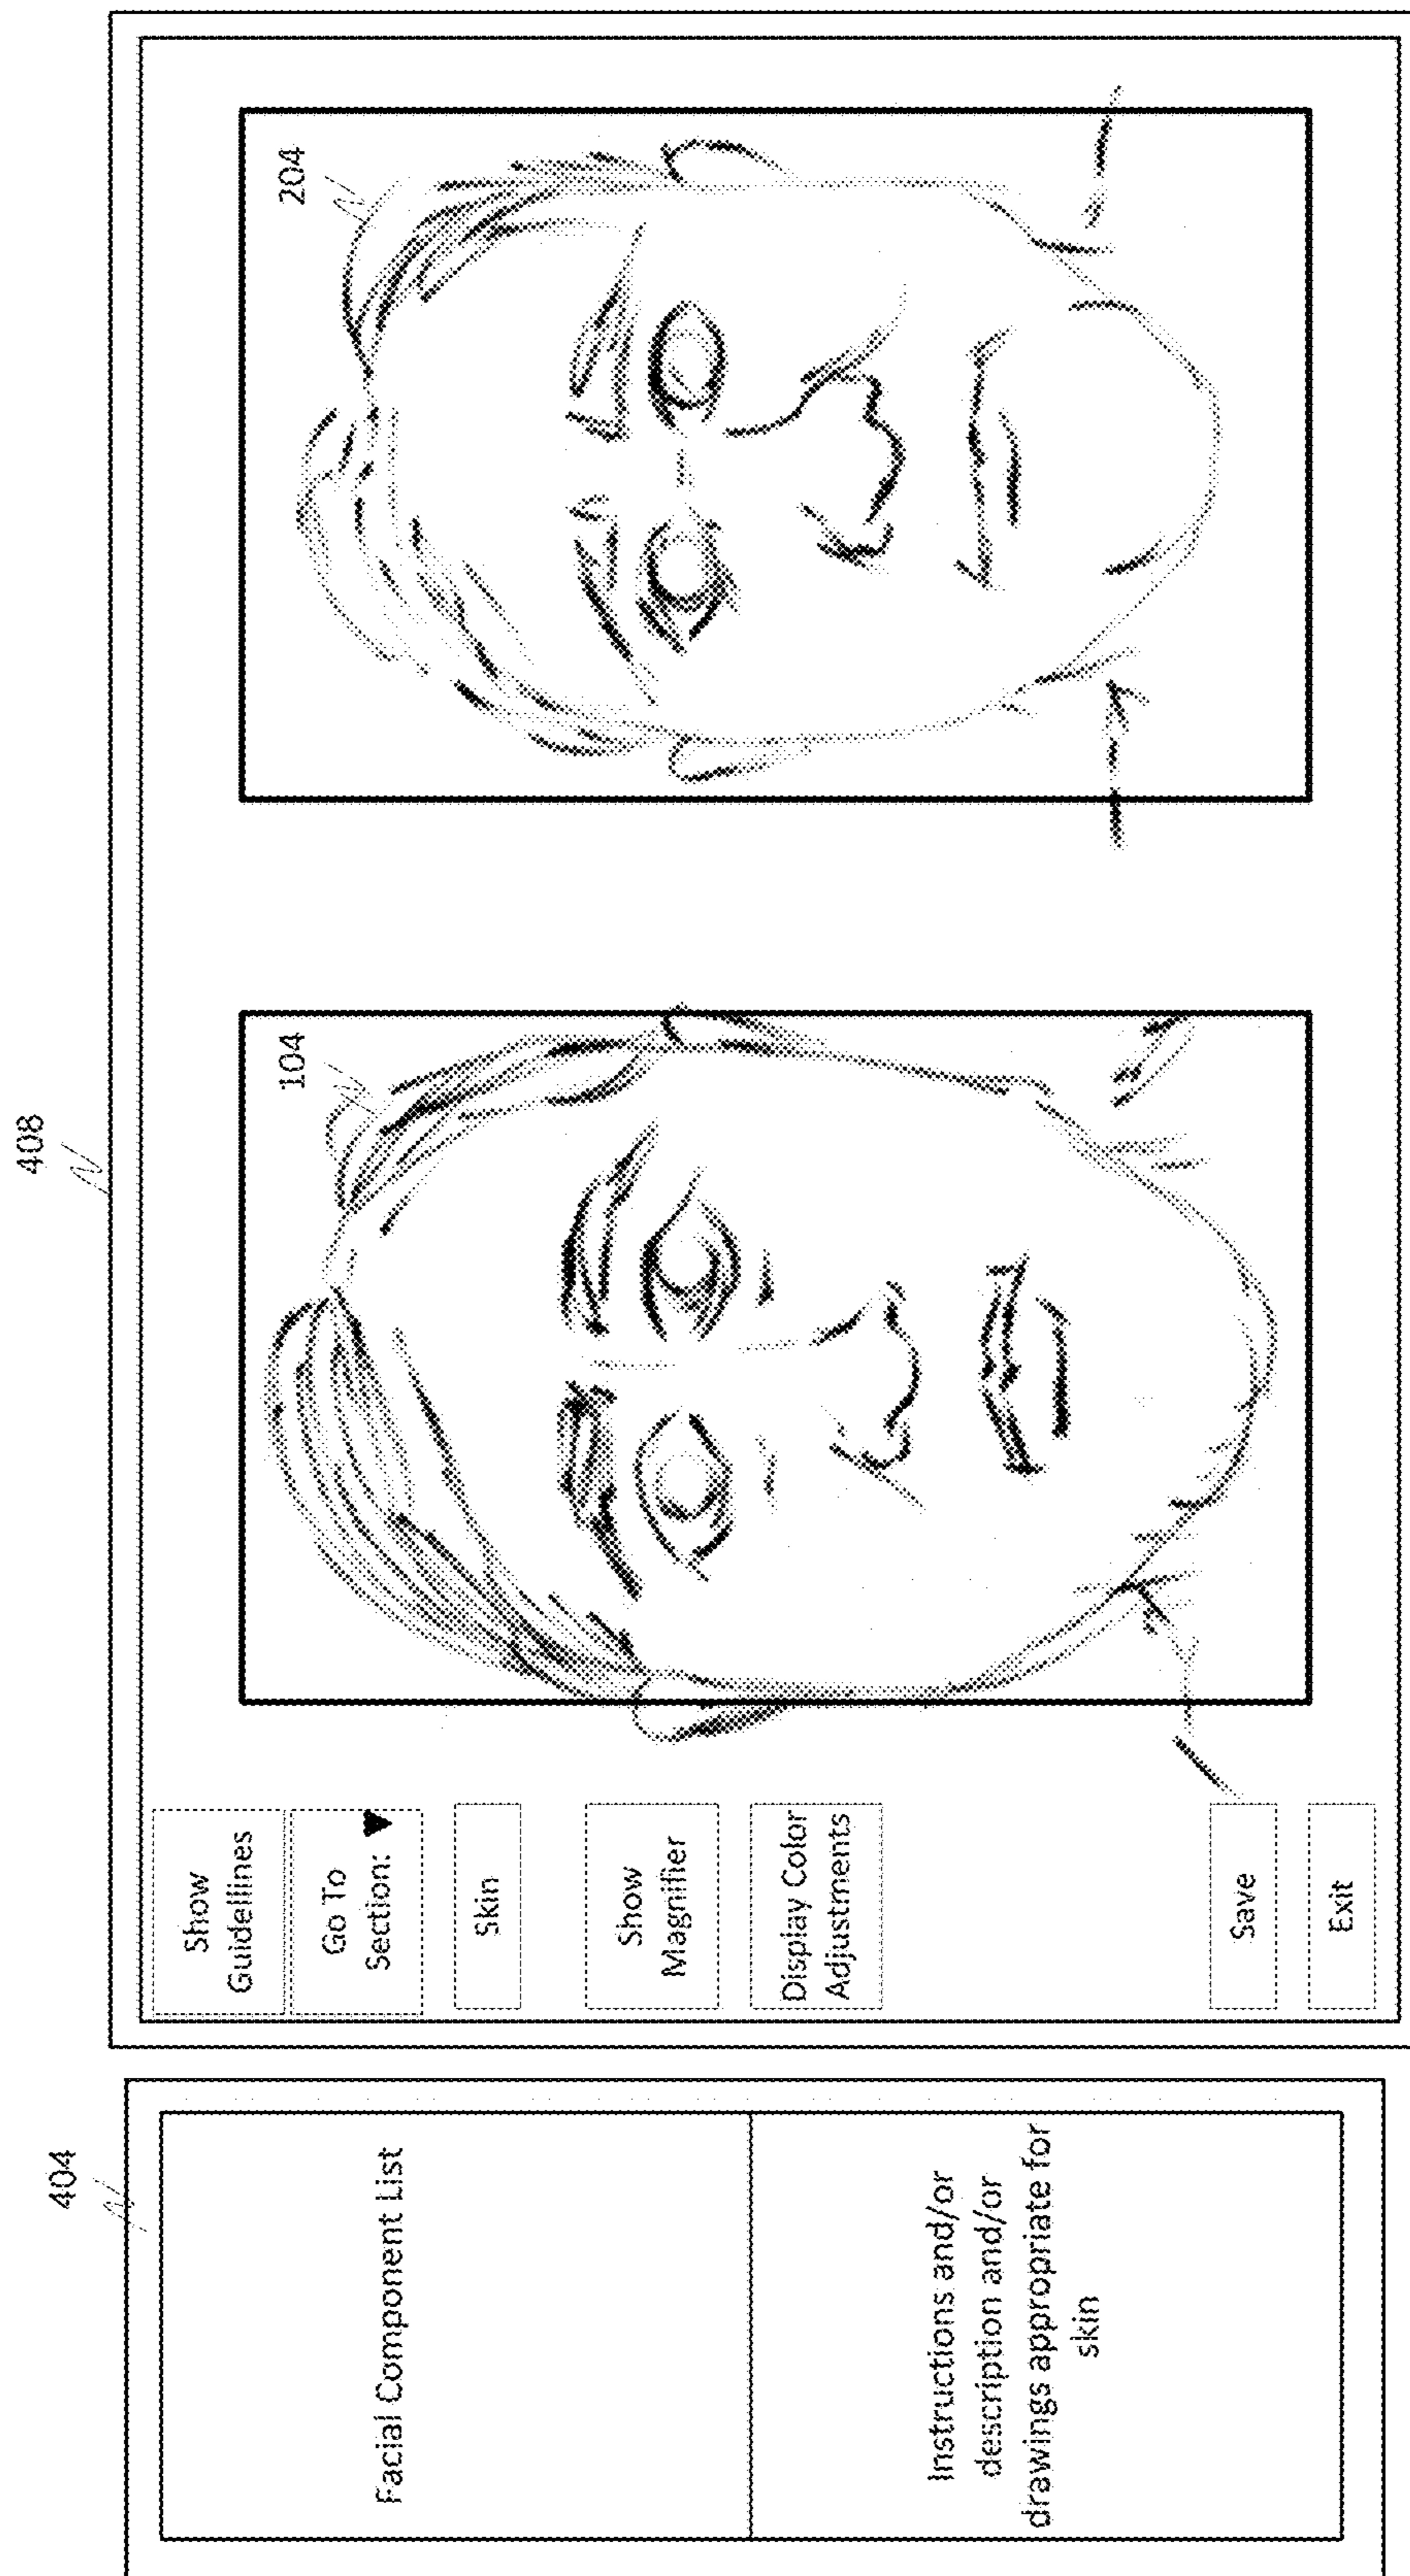 404
Facial Component List
Instructions and/or
description and/or
drawings appropriate for
skin
408
Show
Guidellines
Go To
Section: ▼
Skin
Show
Magnifier
Display Color
Adjustments
Save
Exit
104
204